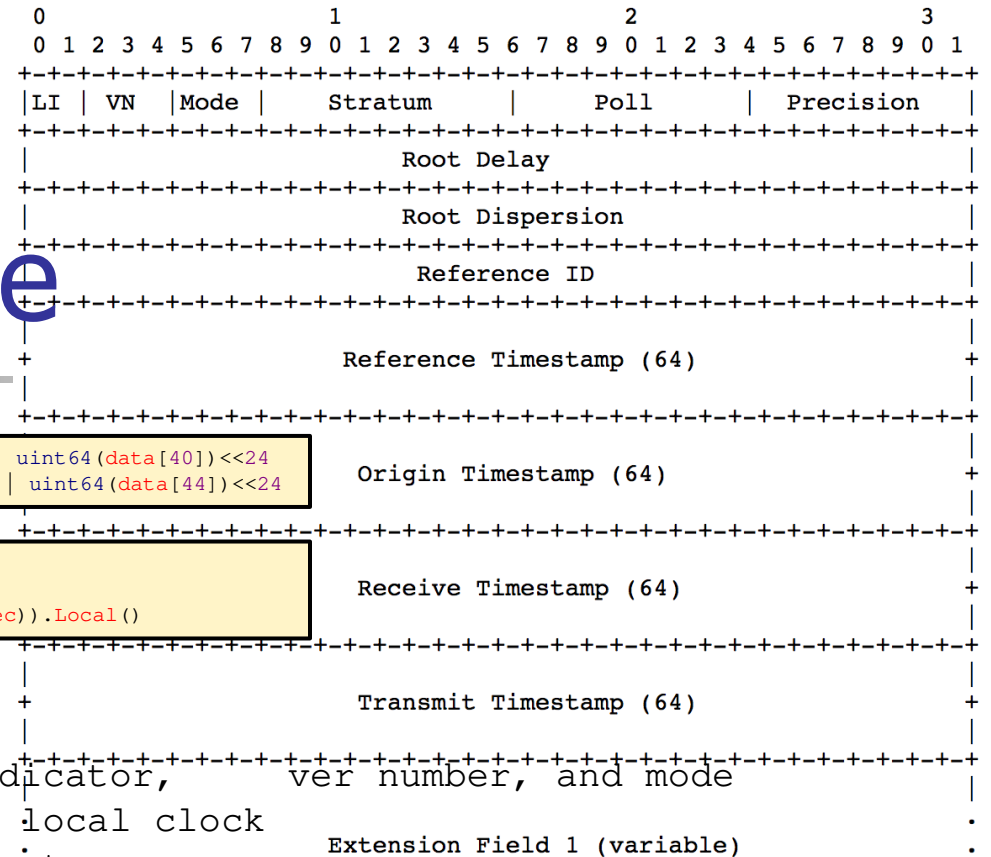 0                   1                   2                   3
0 1 2 3 4 5 6 7 8 9 0 1 2 3 4 5 6 7 8 9 0 1 2 3 4 5 6 7 8 9 0 1
+-+-+-+-+-+-+-+-+-+-+-+-+-+-+-+-+-+-+-+-+-+-+-+-+-+-+-+-+-+-+-+-+
|LI | VN  |Mode |    Stratum     |     Poll      |  Precision   |
+-+-+-+-+-+-+-+-+-+-+-+-+-+-+-+-+-+-+-+-+-+-+-+-+-+-+-+-+-+-+-+-+
|                         Root Delay                            |
+-+-+-+-+-+-+-+-+-+-+-+-+-+-+-+-+-+-+-+-+-+-+-+-+-+-+-+-+-+-+-+-+
|                         Root Dispersion                       |
+-+-+-+-+-+-+-+-+-+-+-+-+-+-+-+-+-+-+-+-+-+-+-+-+-+-+-+-+-+-+-+-+
e
|                          Reference ID                         |
+-+-+-+-+-+-+-+-+-+-+-+-+-+-+-+-+-+-+-+-+-+-+-+-+-+-+-+-+-+-+-+-+
|                                                               |
+                     Reference Timestamp (64)                  +
|                                                               |
+-+-+-+-+-+-+-+-+-+-+-+-+-+-+-+-+-+-+-+-+-+-+-+-+-+-+-+-+-+-+-+-+
uint64(data[40])<<24                                            |
Origin Timestamp (64)                    +
| uint64(data[44])<<24                                          |
+-+-+-+-+-+-+-+-+-+-+-+-+-+-+-+-+-+-+-+-+-+-+-+-+-+-+-+-+-+-+-+-+
|
Receive Timestamp (64)                   +
ec)).Local()                                                    |
+-+-+-+-+-+-+-+-+-+-+-+-+-+-+-+-+-+-+-+-+-+-+-+-+-+-+-+-+-+-+-+-+
|                                                               |
+                      Transmit Timestamp (64)                  +
|                                                               |
+-+-+-+-+-+-+-+-+-+-+-+-+-+-+-+-+-+-+-+-+-+-+-+-+-+-+-+-+-+-+-+-+
dicator,     ver number, and mode
|                                                               |
local clock                                                     .
.                    Extension Field 1 (variable)               .